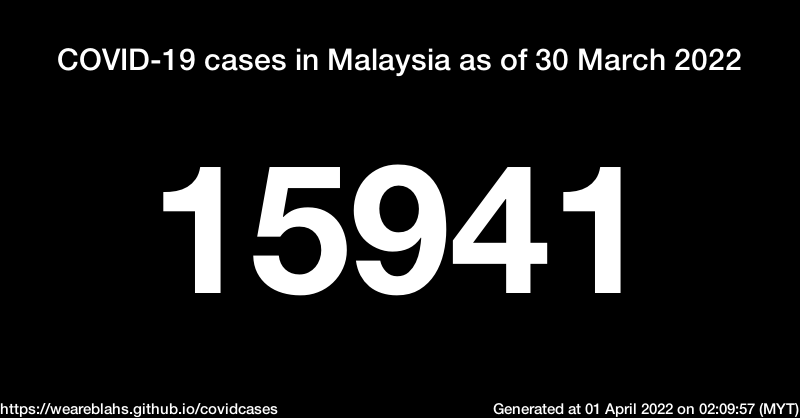 COVID-19 cases in Malaysia as of 30 March 2022
15941
https://weareblahs.github.io/covidcases
Generated at 01 April 2022 on 02:09:57 (MYT)